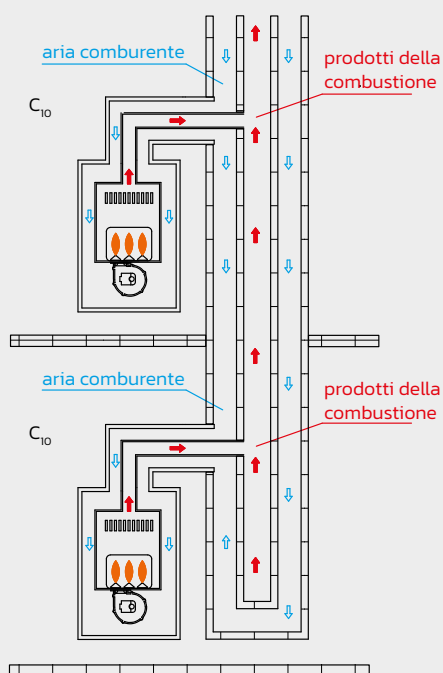 aria comburente
prodotti della
combustione
C₁₀
aria comburente
prodotti della
combustione
C₁₀